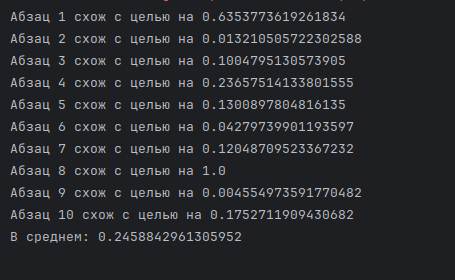 Абзац 1 схож с целью на 0.6353773619261834
Абзац 2 схож с целью на 0.013210505722302588
Абзац 3 схож с целью на 0.1004795130573905
Абзац 4 схож с целью на 0.23657514133801555
Абзац 5 схож с целью на 0.1300897804816135
Абзац 6 схож с целью на 0.04279739901193597
Абзац 7 схож с целью на 0.12048709523367232
Абзац 8 схож с целью на 1.0
Абзац 9 схож с целью на 0.004554973591770482
Абзац 10 схож с целью на 0.1752711909430682
В среднем: 0.2458842961305952